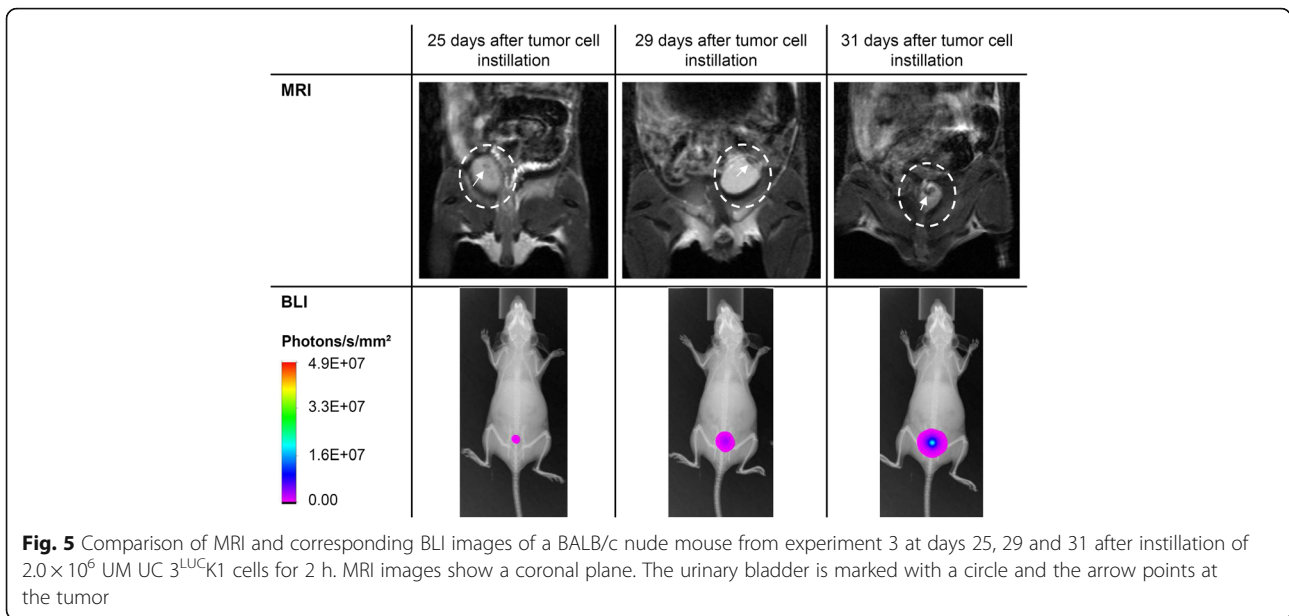 25 days after tumor cell
instillation
29 days after tumor cell
instillation
31 days after tumor cell
instillation
MRI
BLI
Photons/s/mm²
4.9E+07
3.3E+07
1.6E+07
0.00
Fig. 5 Comparison of MRI and corresponding BLI images of a BALB/c nude mouse from experiment 3 at days 25, 29 and 31 after instillation of
2.0 × 10⁶ UM UC 3ᴸᵁᶜK1 cells for 2 h. MRI images show a coronal plane. The urinary bladder is marked with a circle and the arrow points at
the tumor